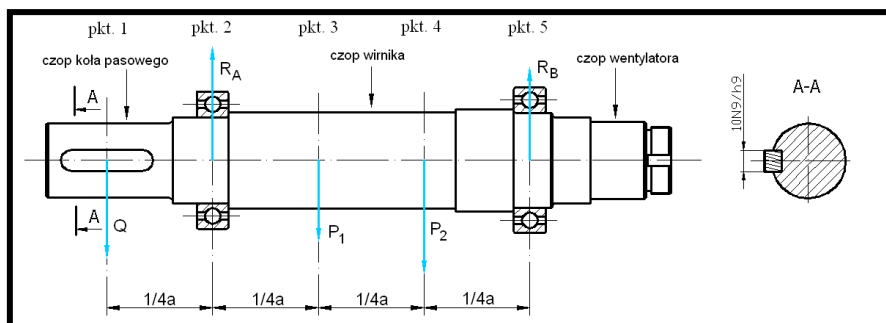 pkt. 1 pkt. 2 pkt. 3 pkt. 4 pkt. 5
czop koła pasowego
czop wirnika
czop wentylatora
R_A
R_B
A
A-A
10N9/h9
A
Q
P_1
P_2
1/4a 1/4a 1/4a 1/4a